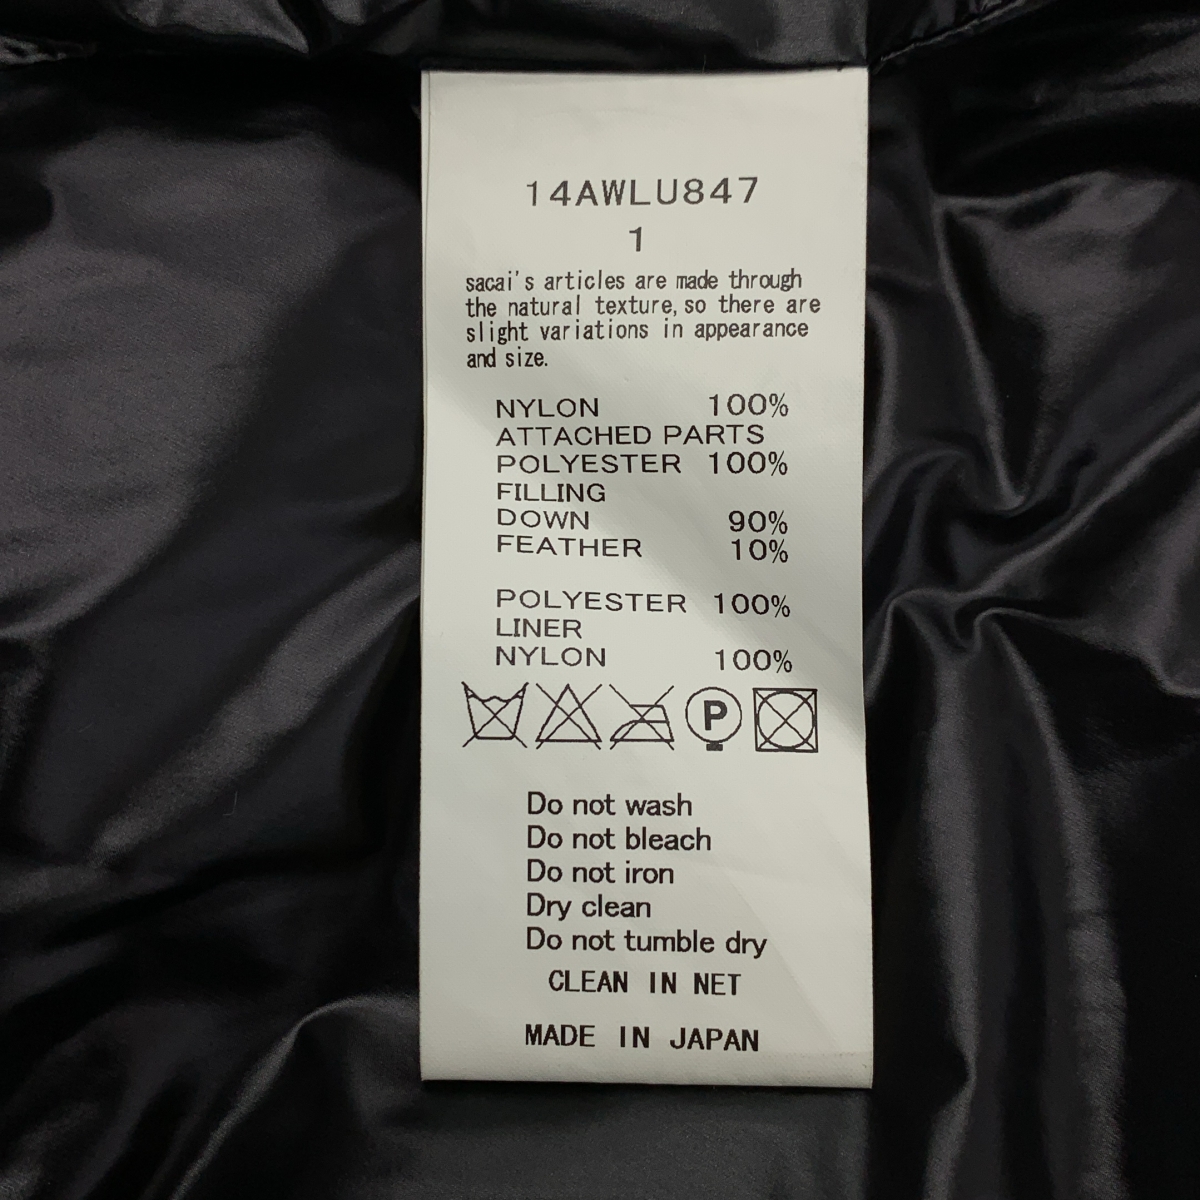 14AWLU847
1
sacai's articles are made through
the natural texture, so there are
slight variations in appearance
and size.
NYLON 100%
ATTACHED PARTS
POLYESTER 100%
FILLING
DOWN 90%
FEATHER 10%
POLYESTER 100%
LINER
NYLON 100%
P
Do not wash
Do not bleach
Do not iron
Dry clean
Do not tumble dry
CLEAN IN NET
MADE IN JAPAN